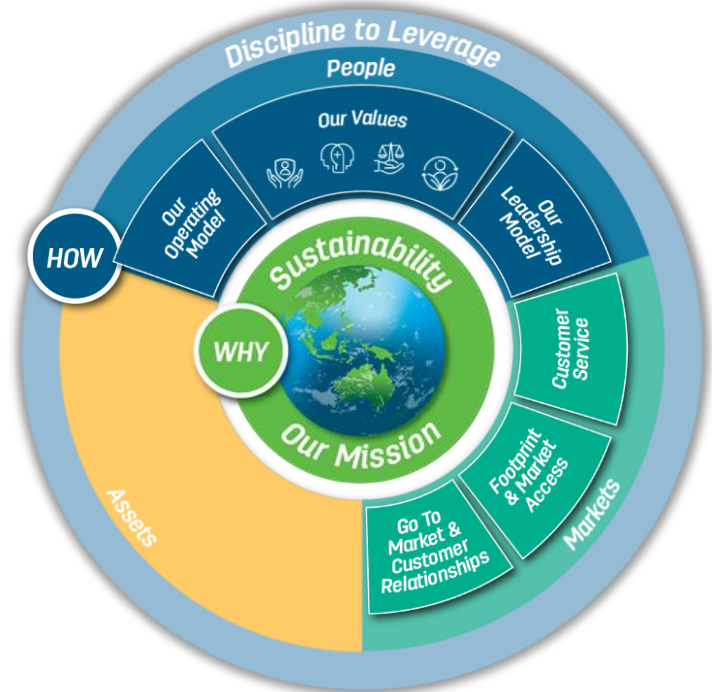 Discipline to Leverage
People
Our Values
Our
Operating
Model
Our
Leadership
Model
HOW
Sustainability
WHY
Our Mission
Customer
Service
Footprint
& Market
Access
Go To
Market &
Customer
Relationships
Markets
Assets